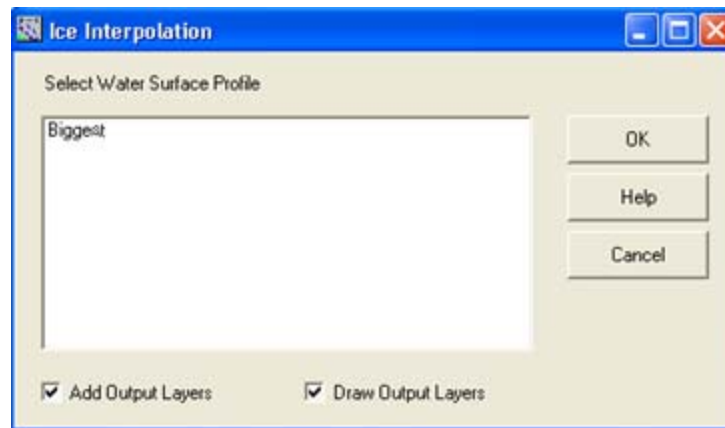 Ice Interpolation
Select Water Surface Profile
Biggest
OK
Help
Cancel
Add Output Layers
Draw Output Layers